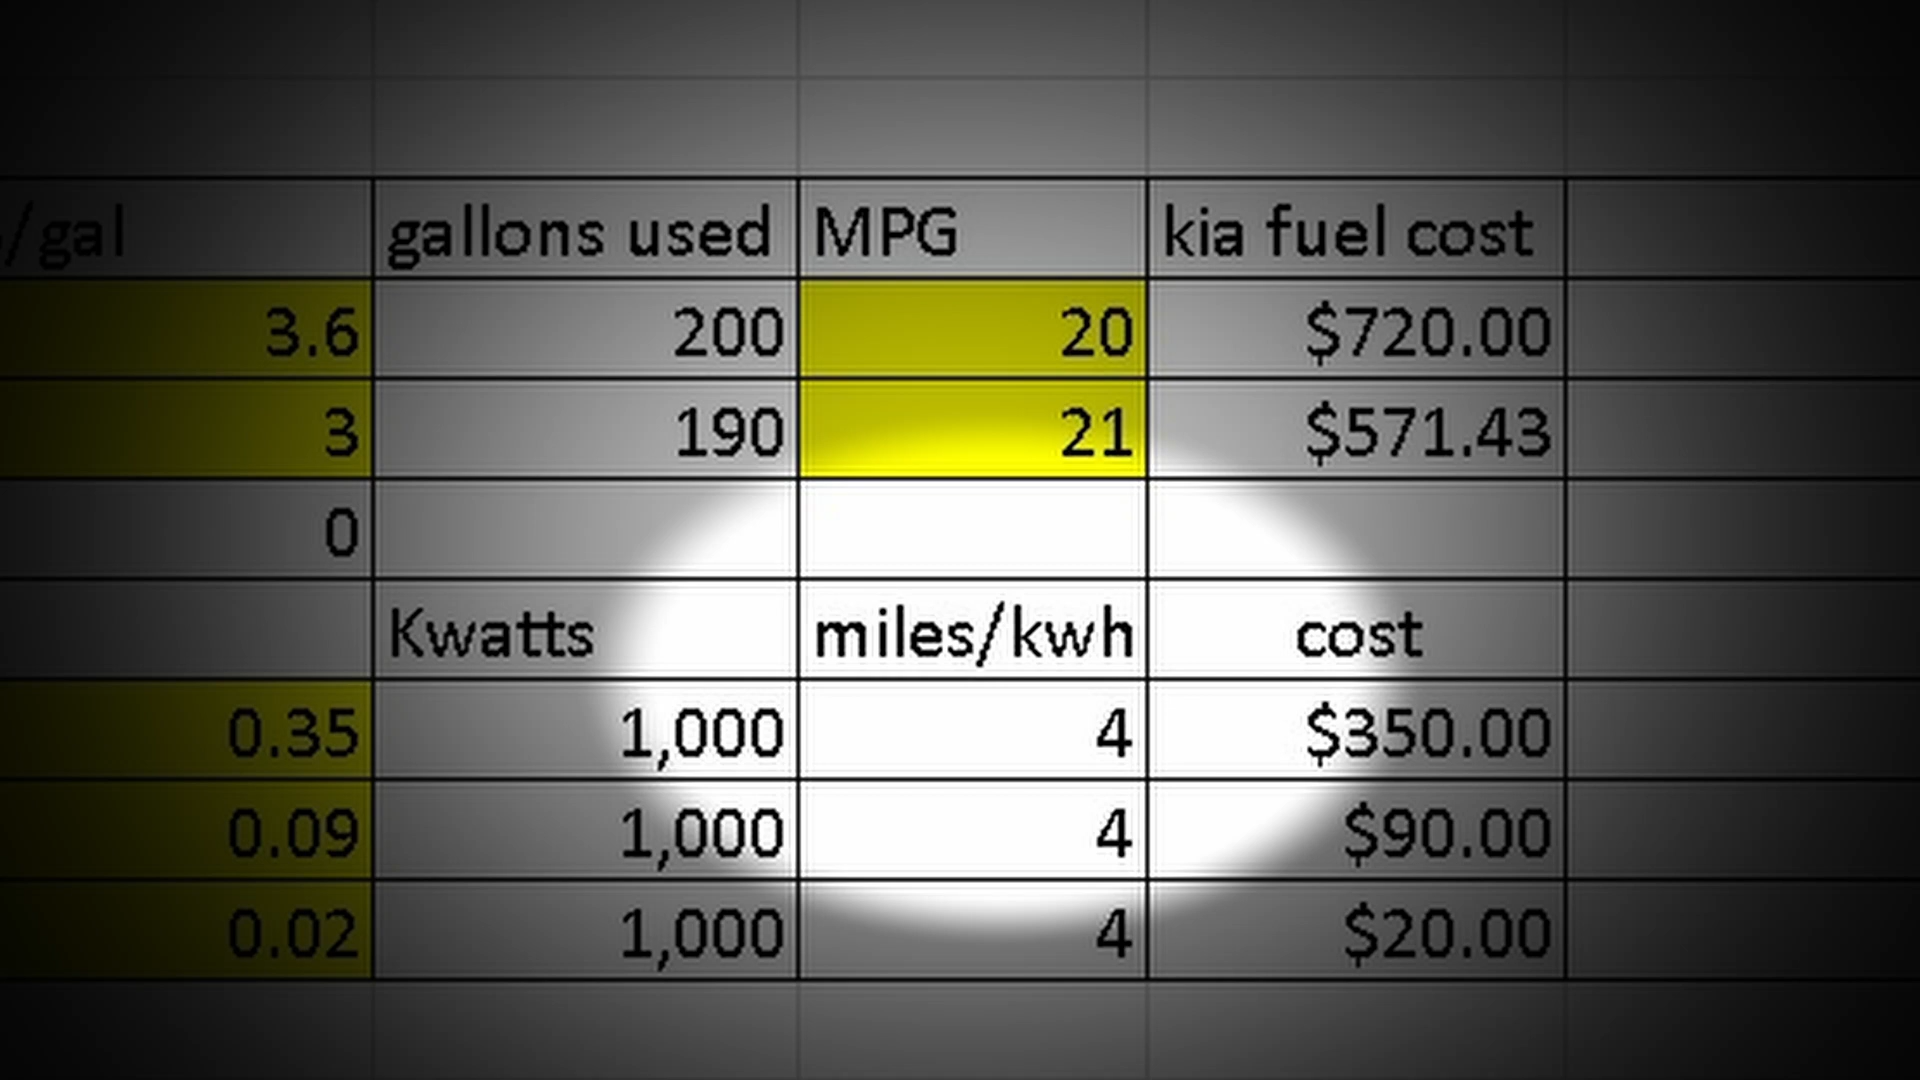 /gal gallons used MPG kia fuel cost
3.6 200 20 $720.00
3 190 21 $571.43
0
Kwatts miles/kwh cost
0.35 1,000 4 $350.00
0.09 1,000 4 $90.00
0.02 1,000 4 $20.00